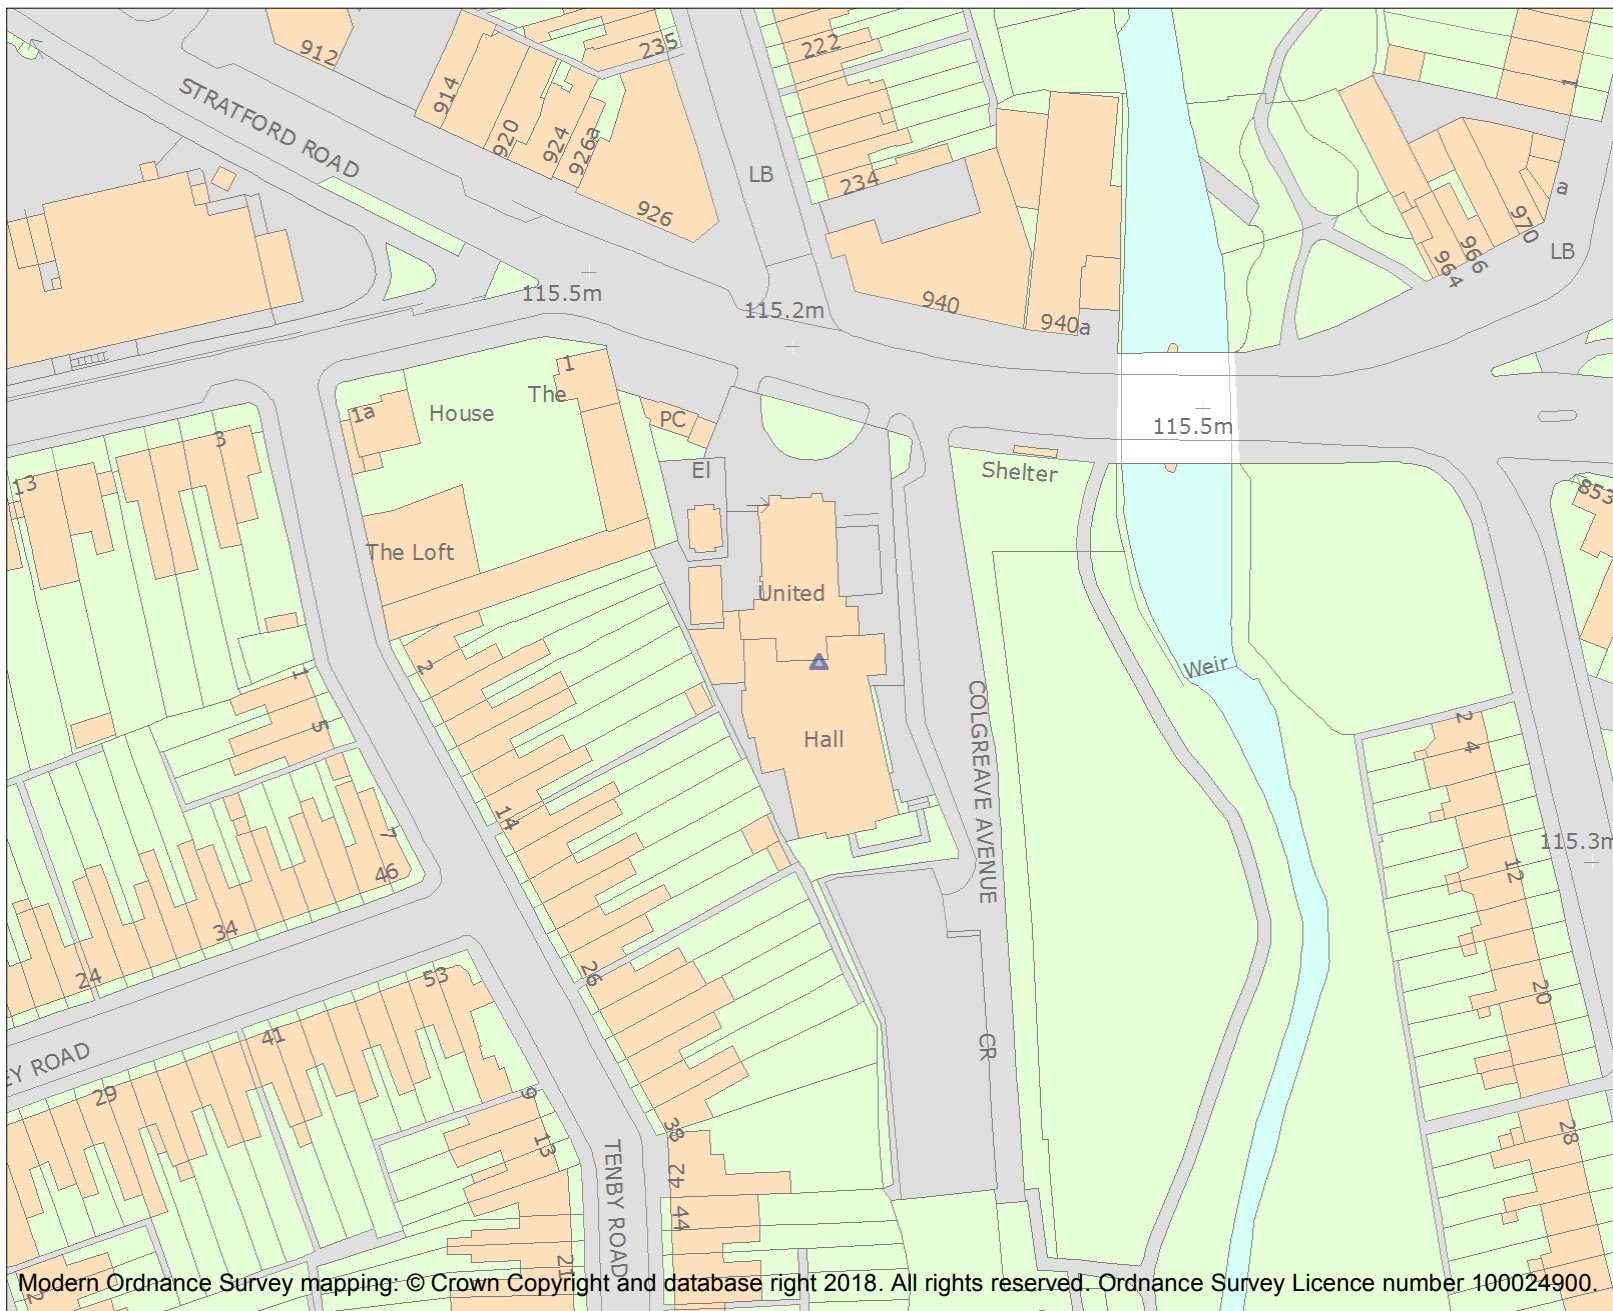 912
235
222
914
STRATFORD ROAD
920
924
926a
LB
234
926
1
a
970
966
964
LB
115.5m
115.2m
940
940a
1
The
1a
House
PC
115.5m
3
13
El
Shelter
853
The Loft
United
2
Weir
1
5
Hall
COLGREAVE AVENUE
2
4
14
7
46
115.3m
12
34
24
26
53
20
41
CR
EY ROAD
29
9
13
38
28
42
TENBY ROAD
44
21
2
Modern Ordnance Survey mapping: © Crown Copyright and database right 2018. All rights reserved. Ordnance Survey Licence number 100024900.